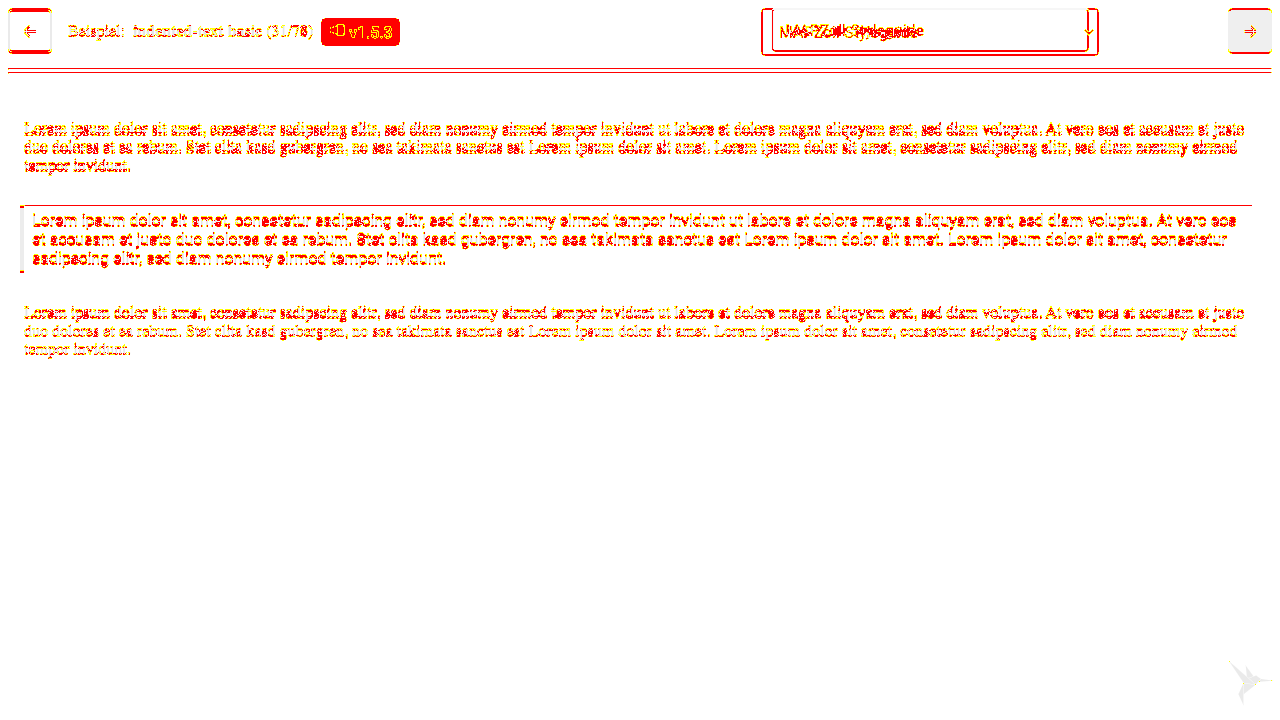 Beispiel: indented-text basic (31/78) v1.5.3
Lorem ipsum dolor sit amet, consetetur sadipscing elitr, sed diam nonumy eirmod tempor invidunt ut labore et dolore magna aliquyam erat, sed diam voluptua. At vero eos et accusam et justo
duo dolores et ea rebum. Stet clita kasd gubergren, no sea takimata sanctus est Lorem ipsum dolor sit amet. Lorem ipsum dolor sit amet, consetetur sadipscing elitr, sed diam nonumy eirmod
tempor invidunt.
Lorem ipsum dolor sit amet, consetetur sadipscing elitr, sed diam nonumy eirmod tempor invidunt ut labore et dolore magna aliquyam erat, sed diam voluptua. At vero eos
et accusam et justo duo dolores et ea rebum. Stet clita kasd gubergren, no sea takimata sanctus est Lorem ipsum dolor sit amet. Lorem ipsum dolor sit amet, consetetur
sadipscing elitr, sed diam nonumy eirmod tempor invidunt.
Lorem ipsum dolor sit amet, consetetur sadipscing elitr, sed diam nonumy eirmod tempor invidunt ut labore et dolore magna aliquyam erat, sed diam voluptua. At vero eos et accusam et justo
duo dolores et ea rebum. Stet clita kasd gubergren, no sea takimata sanctus est Lorem ipsum dolor sit amet. Lorem ipsum dolor sit amet, consetetur sadipscing elitr, sed diam nonumy eirmod
tempor invidunt.